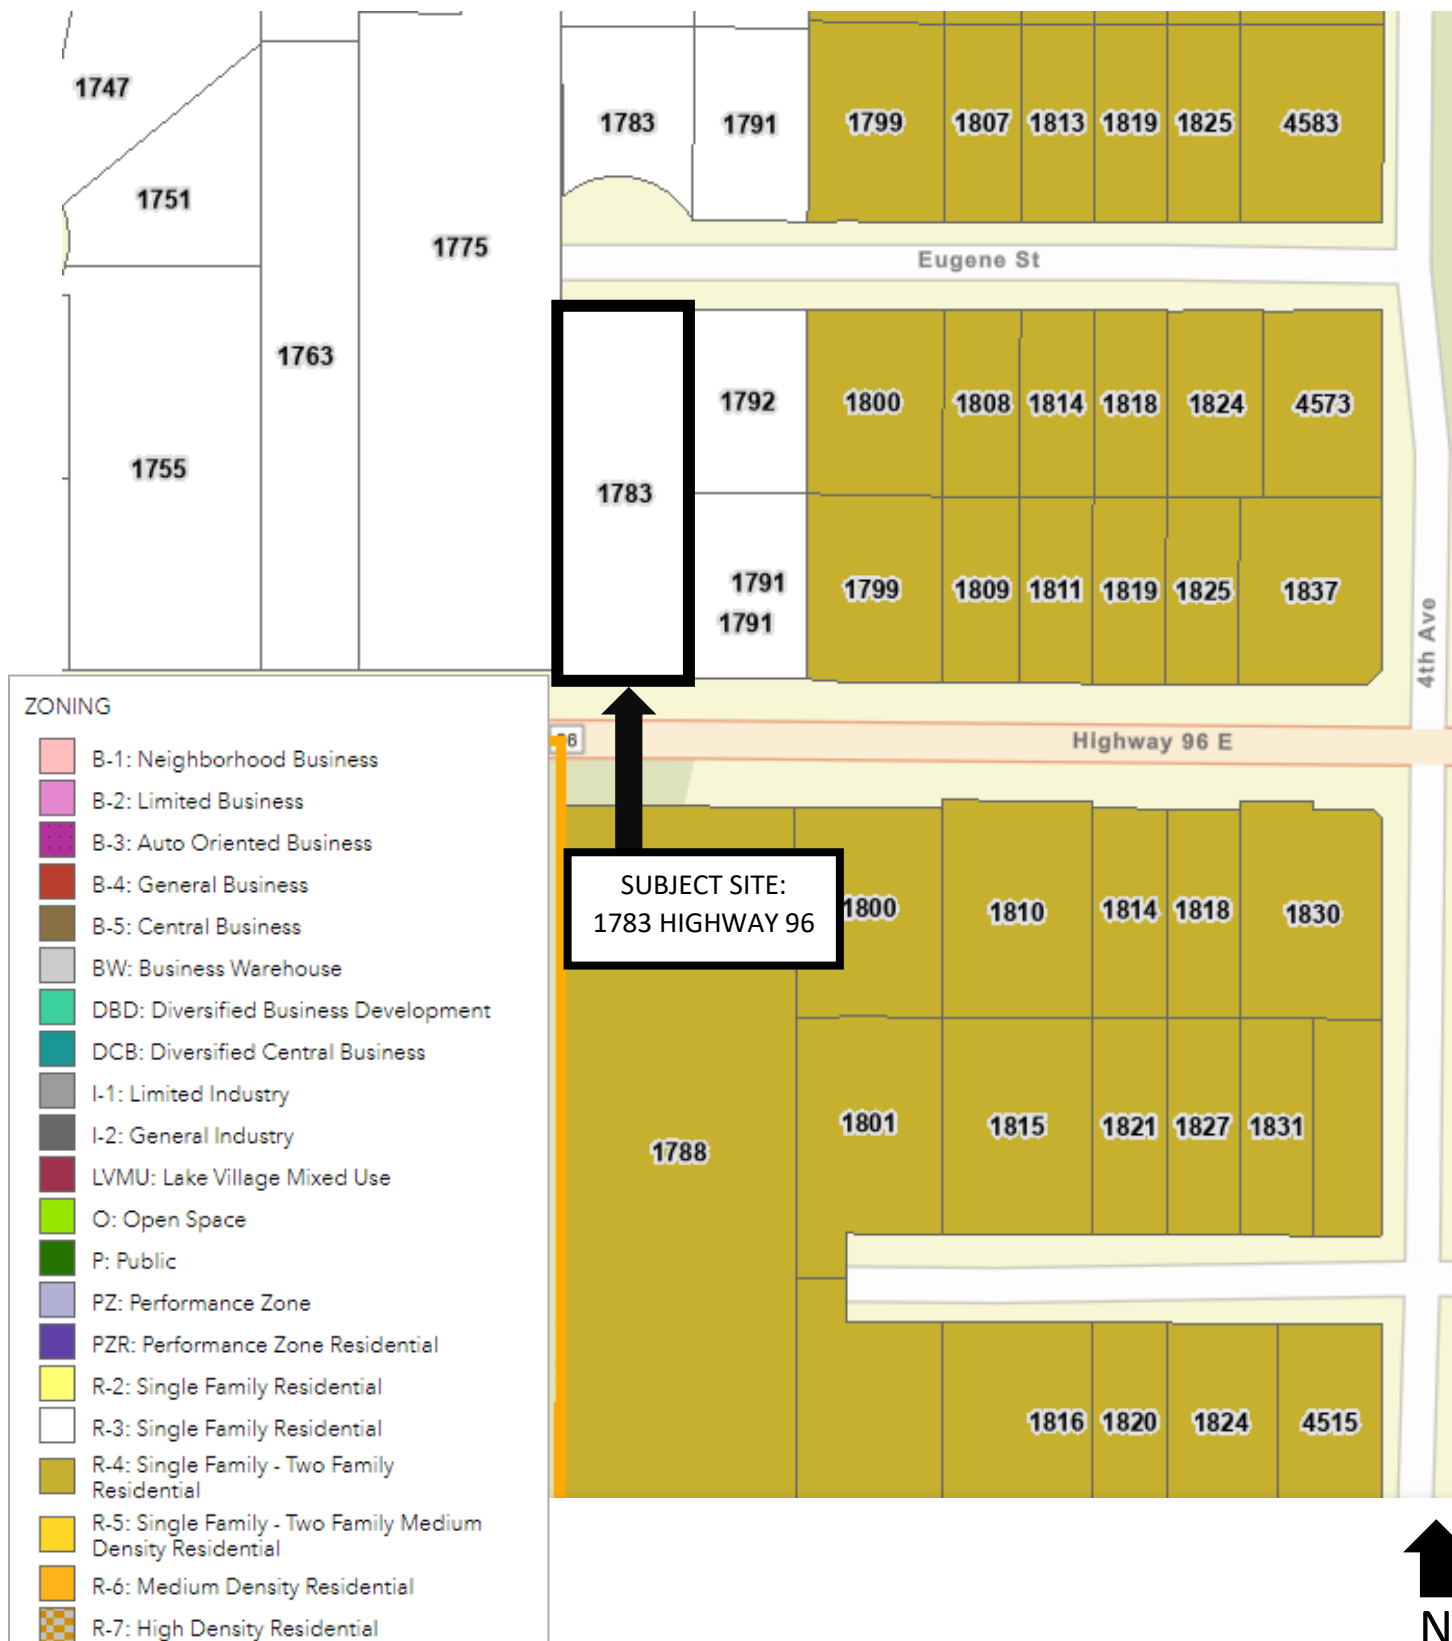 1747
1783
1791
1799
1807
1813
1819
1825
4583
1751
1775
Eugene St
1763
1792
1800
1808
1814
1818
1824
4573
1755
1783
1791
1791
1799
1809
1811
1819
1825
1837
4th Ave
Highway 96 E
ZONING
B-1: Neighborhood Business
B-2: Limited Business
B-3: Auto Oriented Business
B-4: General Business
B-5: Central Business
BW: Business Warehouse
DBD: Diversified Business Development
DCB: Diversified Central Business
I-1: Limited Industry
I-2: General Industry
LVMU: Lake Village Mixed Use
O: Open Space
P: Public
PZ: Performance Zone
PZR: Performance Zone Residential
R-2: Single Family Residential
R-3: Single Family Residential
R-4: Single Family - Two Family
Residential
R-5: Single Family - Two Family Medium
Density Residential
R-6: Medium Density Residential
R-7: High Density Residential
SUBJECT SITE:
1783 HIGHWAY 96
1800
1810
1814
1818
1830
1788
1801
1815
1821
1827
1831
1816
1820
1824
4515
N